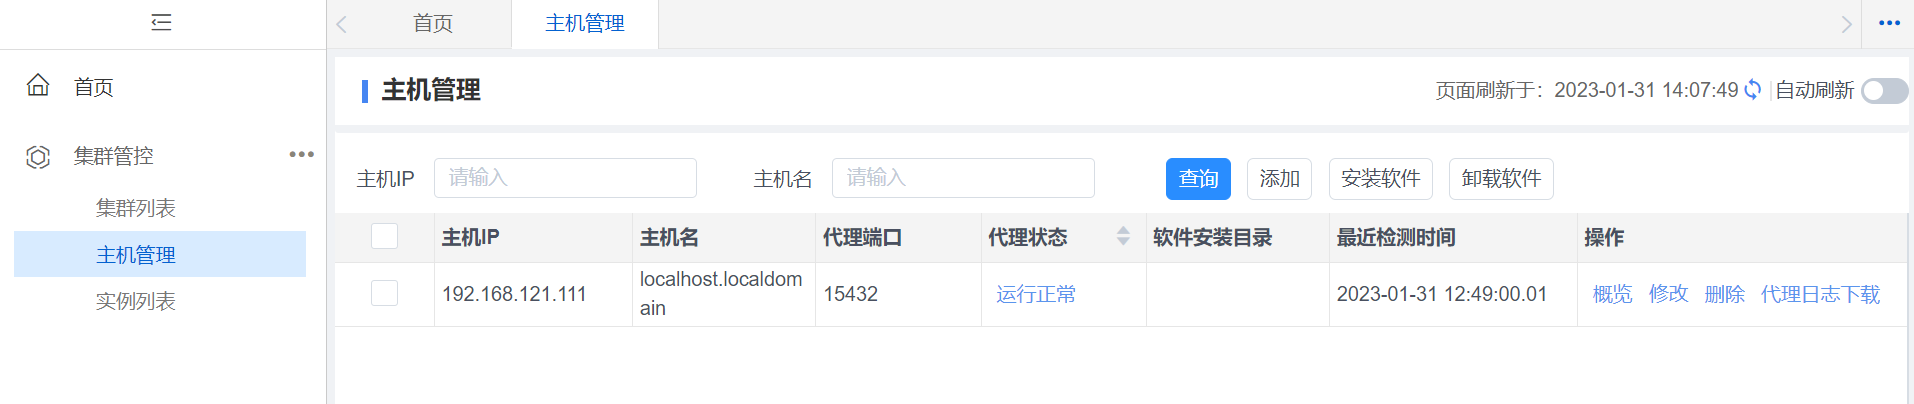 首页 主机管理
首页
主机管理
页面刷新于：2023-01-31 14:07:49 自动刷新
集群管控
集群列表
主机管理
实例列表
主机IP 请输入 主机名 请输入 查询 添加 安装软件 卸载软件
主机IP 主机名 代理端口 代理状态 软件安装目录 最近检测时间 操作
192.168.121.111 localhost.localdom
ain 15432 运行正常 2023-01-31 12:49:00.01 概览 修改 删除 代理日志下载